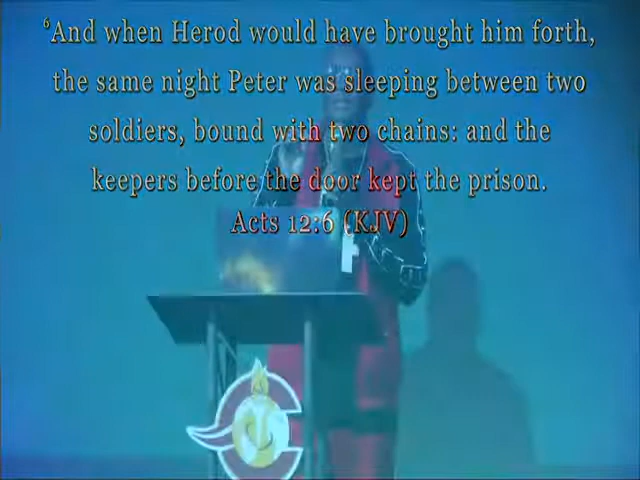 ⁶And when Herod would have brought him forth,
the same night Peter was sleeping between two
soldiers, bound with two chains: and the
keepers before the door kept the prison.
Acts 12:6 (KJV)